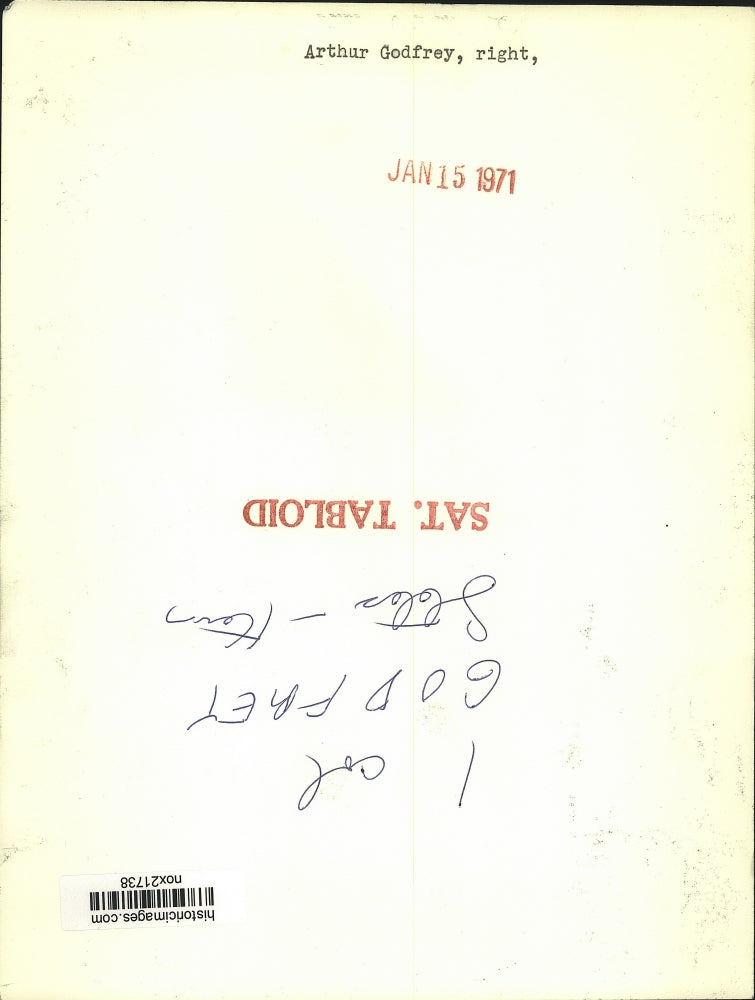 Arthur Godfrey, right,
JAN 15 1971
SAT. TABLOID
1 col
GODFREY
historicimages.com
nox21738